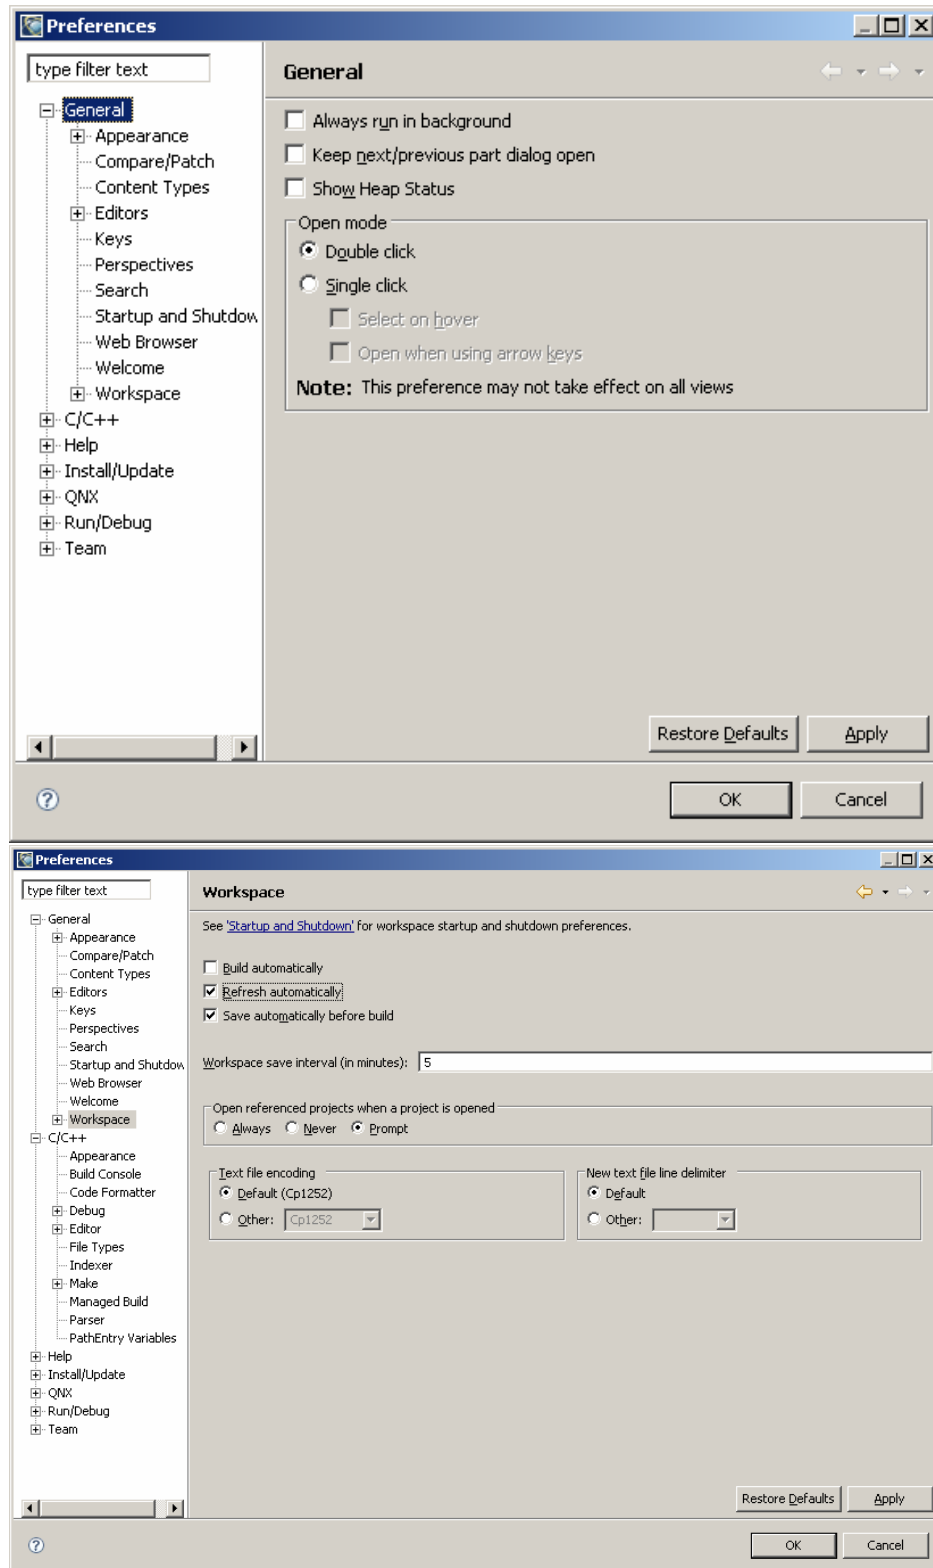 Preferences
type filter text
General
General
Appearance
Compare/Patch
Content Types
Editors
Keys
Perspectives
Search
Startup and Shutdow
Web Browser
Welcome
Workspace
C/C++
Help
Install/Update
QNX
Run/Debug
Team
Always run in background
Keep next/previous part dialog open
Show Heap Status
Open mode
Double click
Single click
Select on hover
Open when using arrow keys
Note: This preference may not take effect on all views
Restore Defaults
Apply
OK
Cancel
Preferences
type filter text
Workspace
General
Appearance
Compare/Patch
Content Types
Editors
Keys
Perspectives
Search
Startup and Shutdow
Web Browser
Welcome
Workspace
C/C++
Appearance
Build Console
Code Formatter
Debug
Editor
File Types
Indexer
Make
Managed Build
Parser
PathEntry Variables
Help
Install/Update
QNX
Run/Debug
Team
See 'Startup and Shutdown' for workspace startup and shutdown preferences.
Build automatically
Refresh automatically
Save automatically before build
Workspace save interval (in minutes): 5
Open referenced projects when a project is opened
Always Never Prompt
Text file encoding
Default (Cp1252)
Other: Cp1252
New text file line delimiter
Default
Other:
Restore Defaults
Apply
OK
Cancel